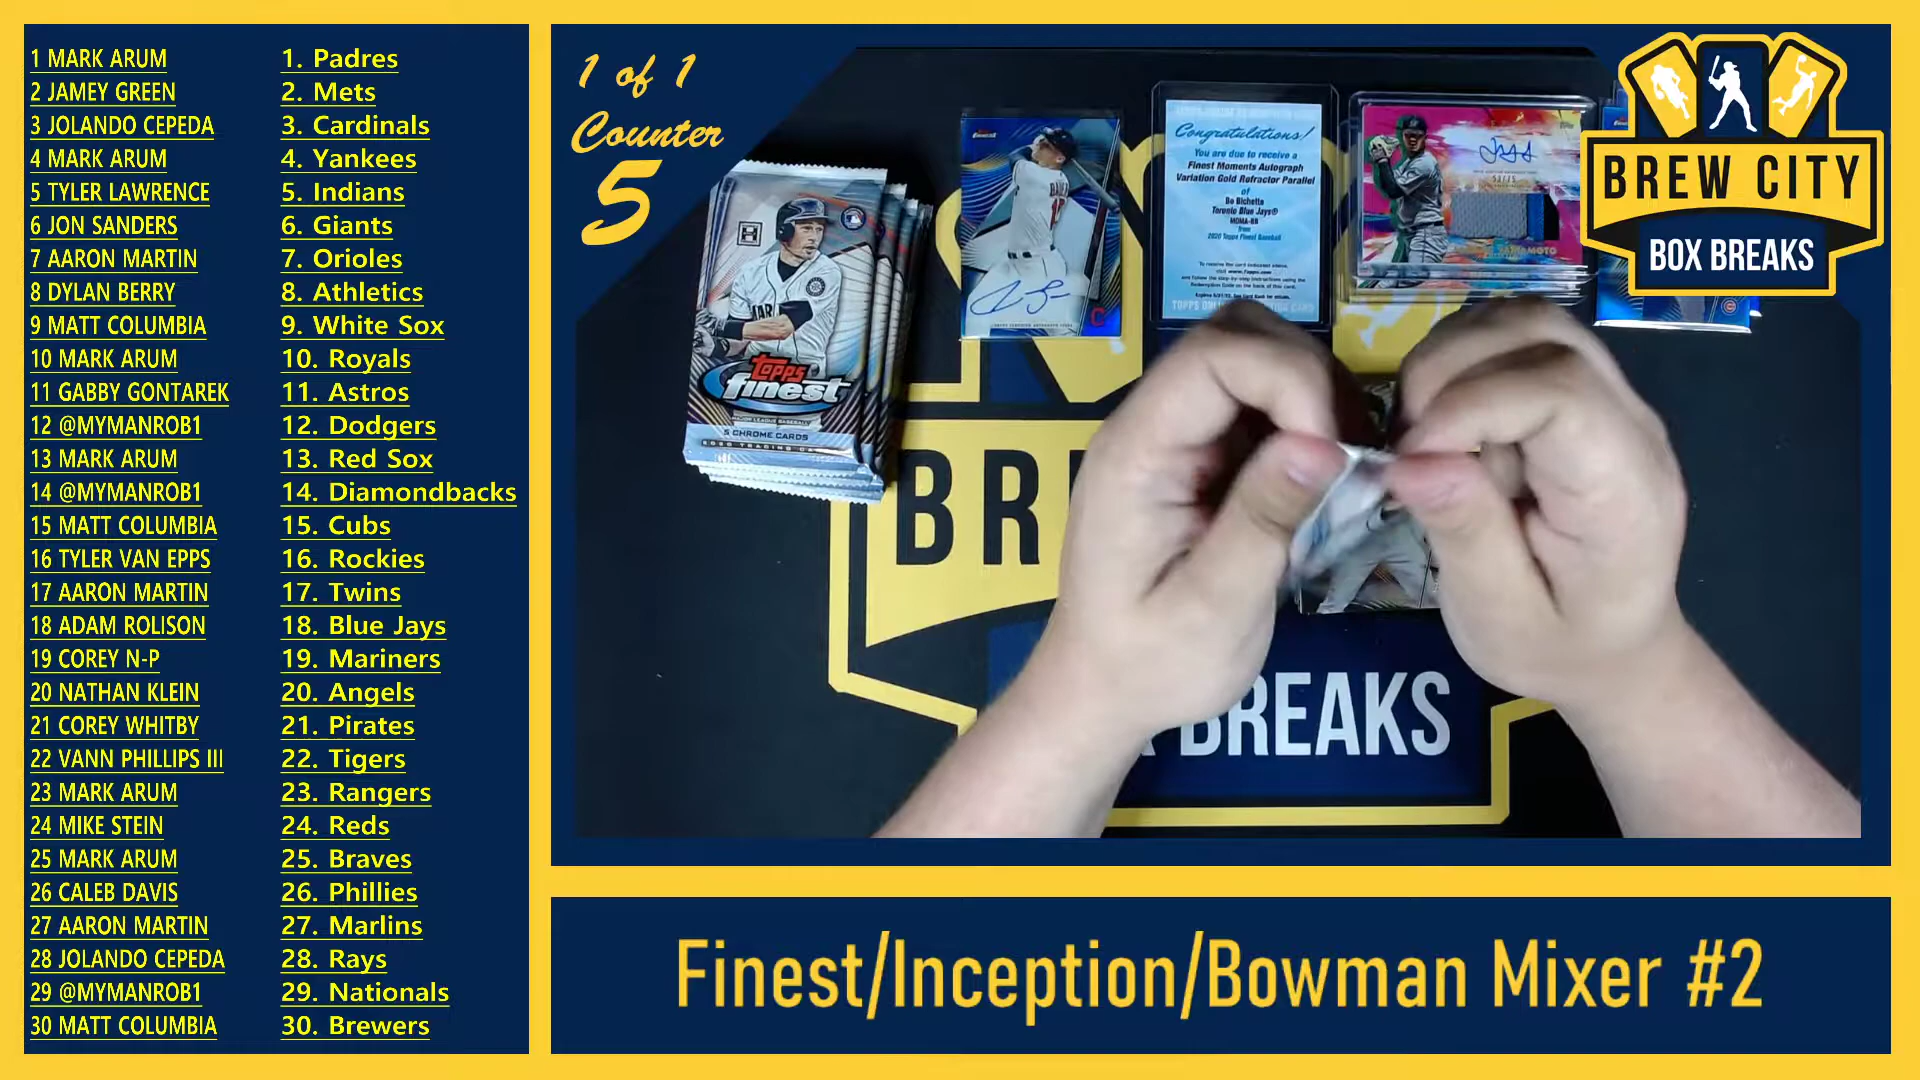 1 MARK ARUM
2 JAMEY GREEN
3 JOLANDO CEPEDA
4 MARK ARUM
5 TYLER LAWRENCE
6 JON SANDERS
7 AARON MARTIN
8 DYLAN BERRY
9 MATT COLUMBIA
10 MARK ARUM
11 GABBY GONTAREK
12 @MYMANROB1
13 MARK ARUM
14 @MYMANROB1
15 MATT COLUMBIA
16 TYLER VAN EPPS
17 AARON MARTIN
18 ADAM ROLISON
19 COREY N-P
20 NATHAN KLEIN
21 COREY WHITBY
22 VANN PHILLIPS III
23 MARK ARUM
24 MIKE STEIN
25 MARK ARUM
26 CALEB DAVIS
27 AARON MARTIN
28 JOLANDO CEPEDA
29 @MYMANROB1
30 MATT COLUMBIA
1. Padres
2. Mets
3. Cardinals
4. Yankees
5. Indians
6. Giants
7. Orioles
8. Athletics
9. White Sox
10. Royals
11. Astros
12. Dodgers
13. Red Sox
14. Diamondbacks
15. Cubs
16. Rockies
17. Twins
18. Blue Jays
19. Mariners
20. Angels
21. Pirates
22. Tigers
23. Rangers
24. Reds
25. Braves
26. Phillies
27. Marlins
28. Rays
29. Nationals
30. Brewers
1 of 1
Counter
5
Topps
finest
MAJOR LEAGUE BASEBALL
5 CHROME CARDS
Congratulations!
You are due to receive a
Finest Moments Autograph
Variation Gold Refractor Parallel
of
Bo Bichette
Toronto Blue Jays®
from
2020 Topps Finest Baseball
BREW CITY
BOX BREAKS
BR
BREAKS
Finest/Inception/Bowman Mixer #2